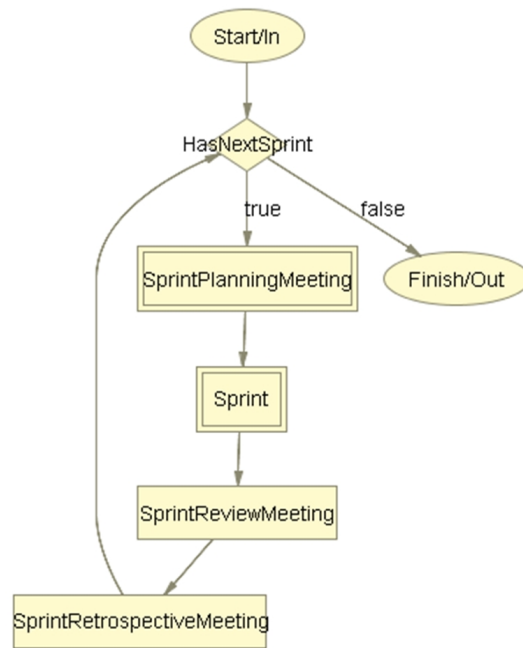 Start/In
HasNextSprint
true
false
SprintPlanningMeeting
Finish/Out
Sprint
SprintReviewMeeting
SprintRetrospectiveMeeting